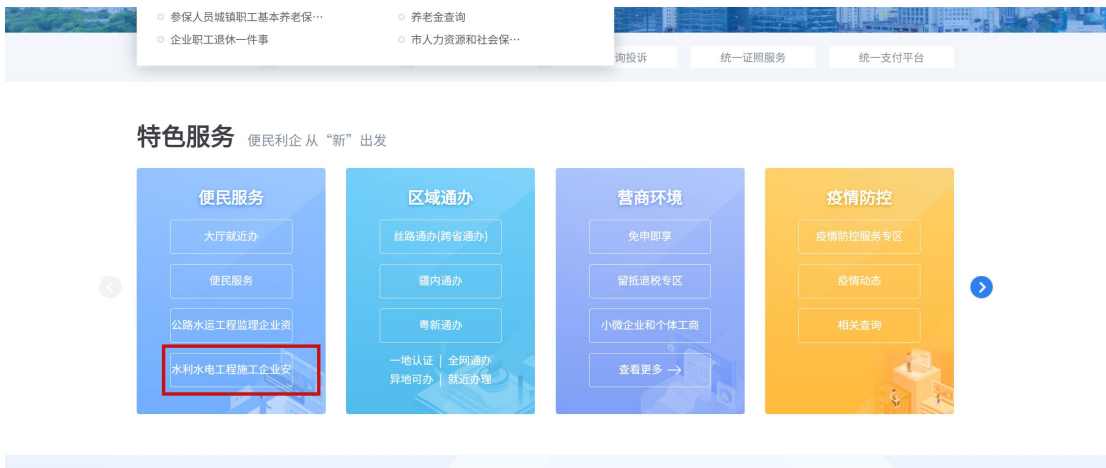 参保人员城镇职工基本养老保…
养老金查询
企业职工退休一件事
市人力资源和社会保…
询投诉
统一证照服务
统一支付平台
特色服务 便民利企 从“新”出发
便民服务
大厅就近办
便民服务
公路水运工程监理企业资
水利水电工程施工企业安
区域通办
丝路通办(跨省通办)
疆内通办
粤新通办
一地认证 | 全网通办
异地可办 | 就近办理
营商环境
免申即享
留抵退税专区
小微企业和个体工商
查看更多 →
疫情防控
疫情防控服务专区
疫情动态
相关查询